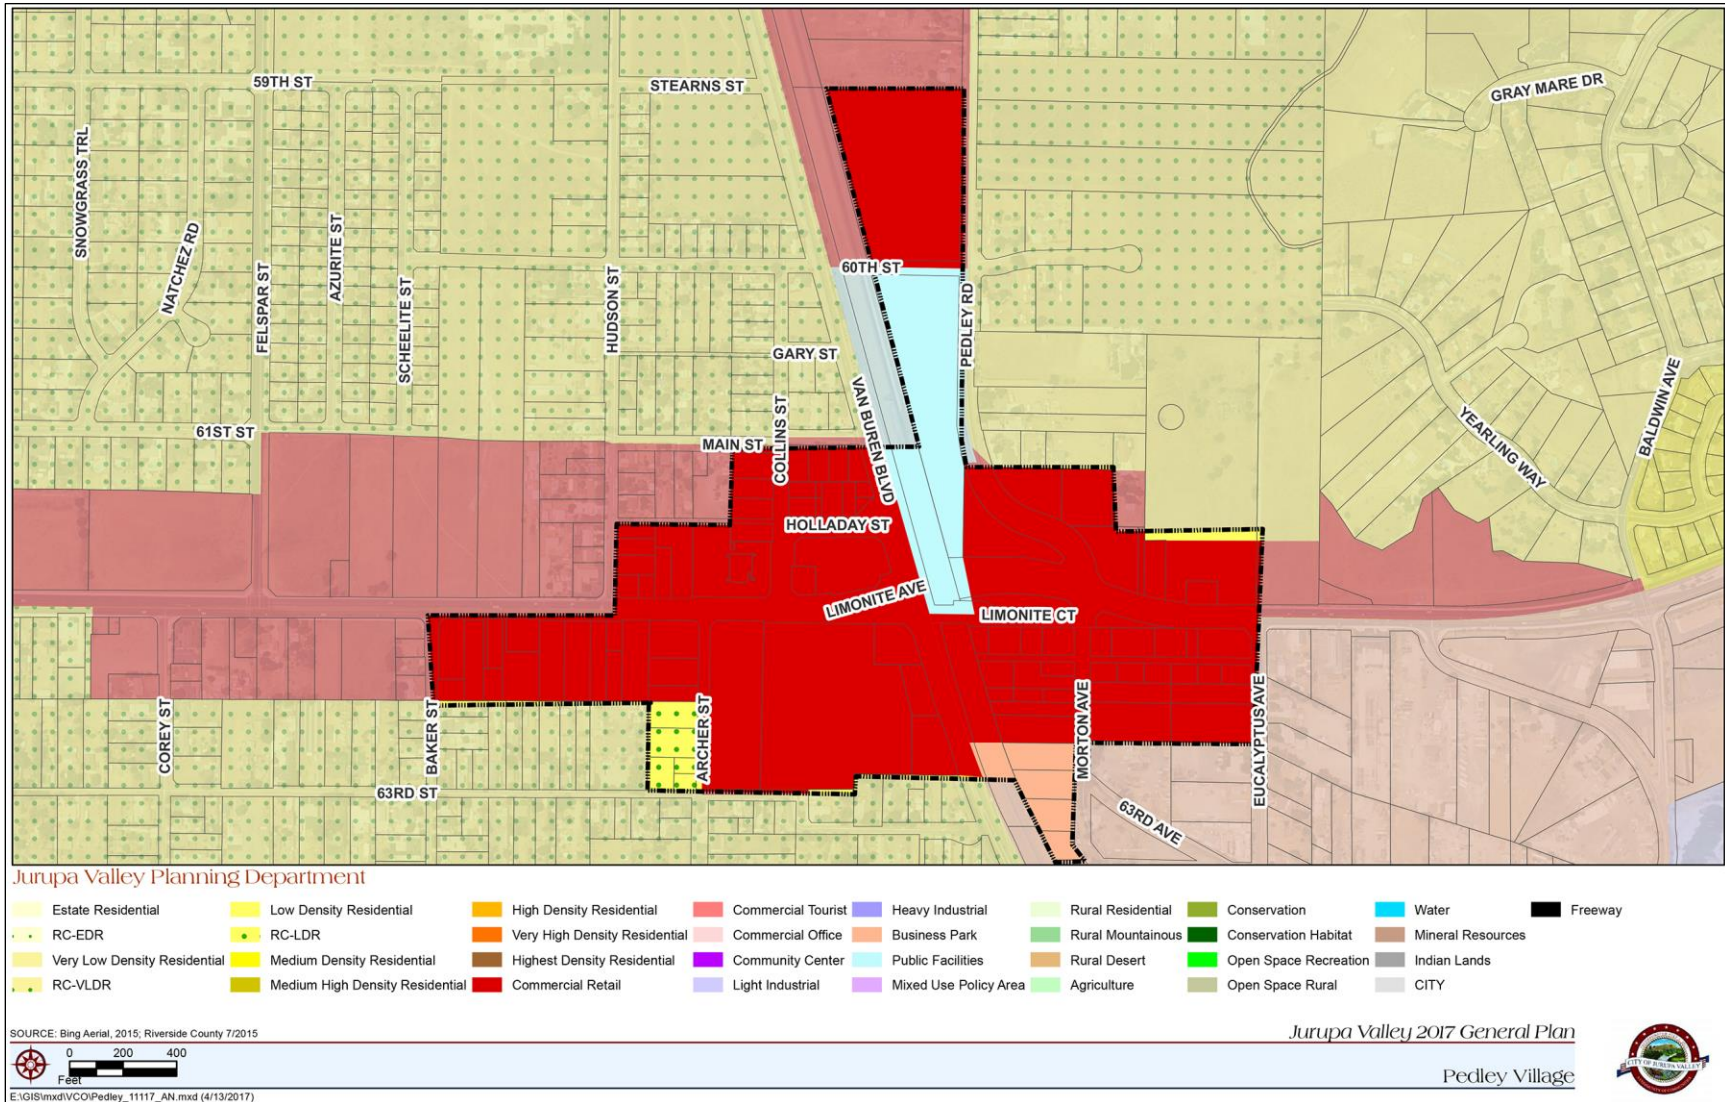 59TH ST
STEARNS ST
GRAY MARE DR
SNOWGRASS TRL
NATCHEZ RD
FELSPAR ST
AZURITE ST
SCHEELITE ST
HUDSON ST
60TH ST
PEDLEY RD
GARY ST
VAN BUREN BLVD
COLLINS ST
BALDWIN AVE
YEARLING WAY
61ST ST
MAIN ST
HOLLADAY ST
LIMONITE AVE
LIMONITE CT
COREY ST
BAKER ST
ARCHER ST
MORTON AVE
EUCALYPTUS AVE
63RD ST
63RD AVE
Jurupa Valley Planning Department
Estate Residential
RC-EDR
Very Low Density Residential
RC-VLDR
Low Density Residential
RC-LDR
Medium Density Residential
Medium High Density Residential
High Density Residential
Very High Density Residential
Highest Density Residential
Commercial Retail
Commercial Tourist
Commercial Office
Community Center
Light Industrial
Heavy Industrial
Business Park
Public Facilities
Mixed Use Policy Area
Rural Residential
Rural Mountainous
Rural Desert
Agriculture
Conservation
Conservation Habitat
Open Space Recreation
Open Space Rural
Water
Mineral Resources
Indian Lands
CITY
Freeway
SOURCE: Bing Aerial, 2015; Riverside County 7/2015
Jurupa Valley 2017 General Plan
0 200 400
Feet
Pedley Village
CITY OF JURUPA VALLEY
E:\GIS\mxd\VCO\Pedley_11117_AN.mxd (4/13/2017)